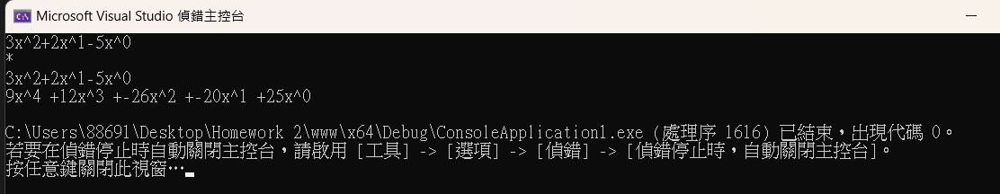 Microsoft Visual Studio 偵錯主控台
3x^2+2x^1-5x^0
*
3x^2+2x^1-5x^0
9x^4 +12x^3 +-26x^2 +-20x^1 +25x^0
C:\Users\88691\Desktop\Homework 2\www\x64\Debug\ConsoleApplication1.exe (處理序 1616) 已結束，出現代碼 0。
若要在偵錯停止時自動關閉主控台，請啟用 [工具] -> [選項] -> [偵錯] -> [偵錯停止時，自動關閉主控台]。
按任意鍵關閉此視窗…